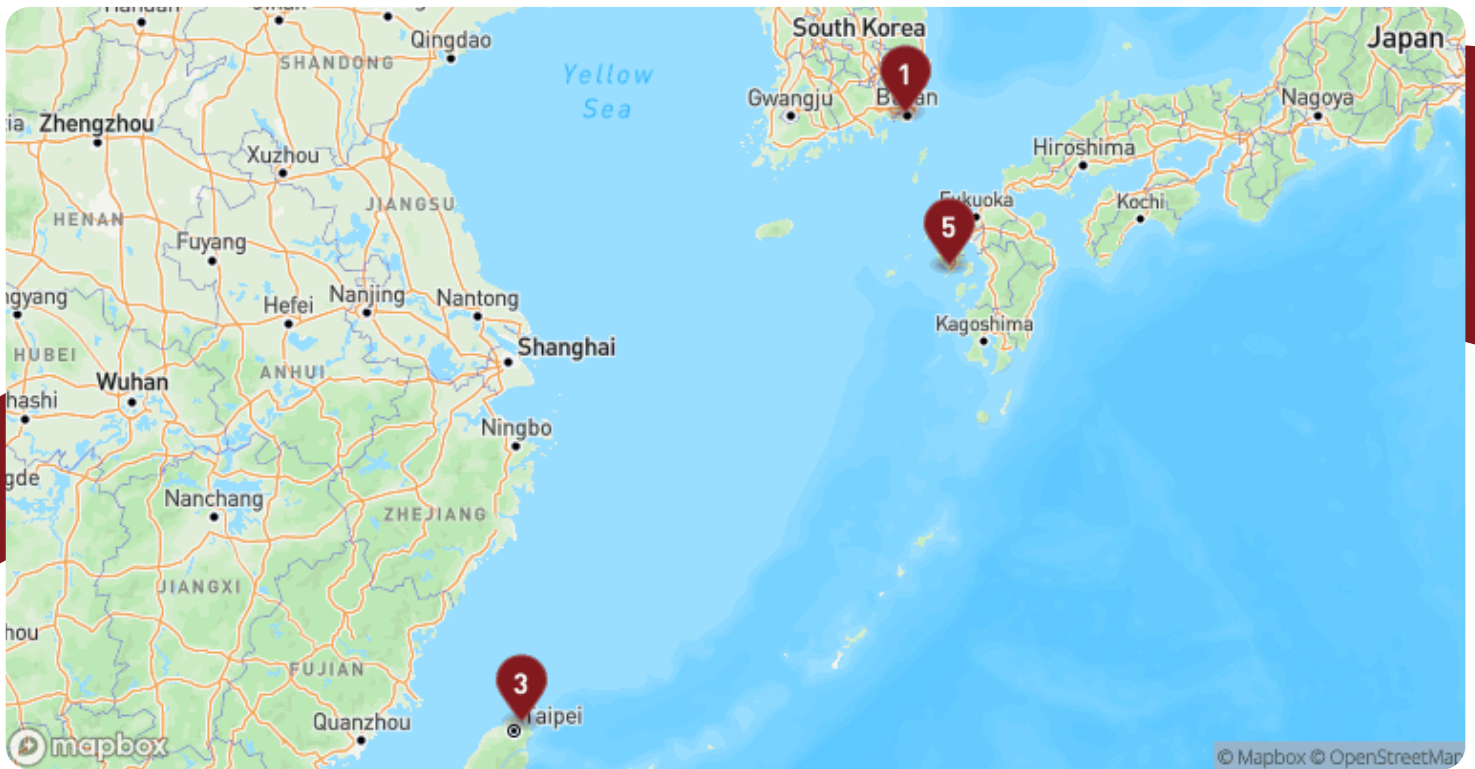 South Korea
Japan
Qingdao
SHANDONG
Yellow
Sea
1
Gwangju
Nagoya
Zhengzhou
Hiroshima
Xuzhou
JIANGSU
Fukuoka
Kochi
HENAN
5
Fuyang
Hefei
Nanjing
Nantong
Kagoshima
Shanghai
HUBEI
ANHUI
Wuhan
Ningbo
Nanchang
ZHEJIANG
JIANGXI
FUJIAN
3
Quanzhou
Taipei
mapbox
© Mapbox © OpenStreetMap